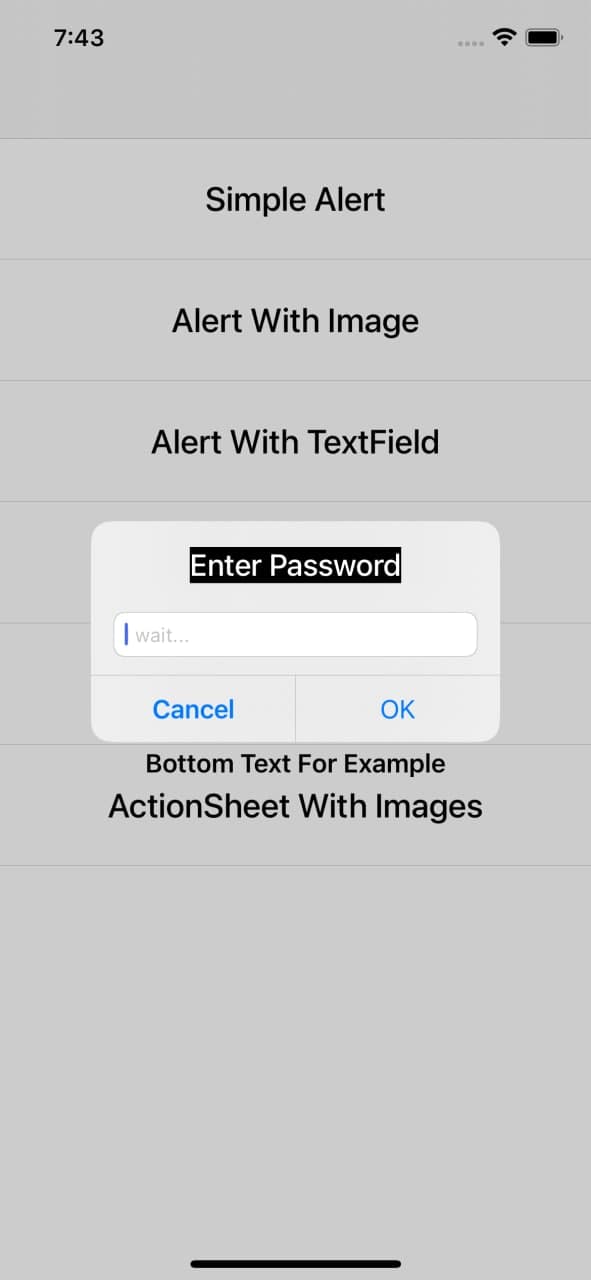 7:43
Simple Alert
Alert With Image
Alert With TextField
Enter Password
wait...
Cancel OK
Bottom Text For Example
ActionSheet With Images